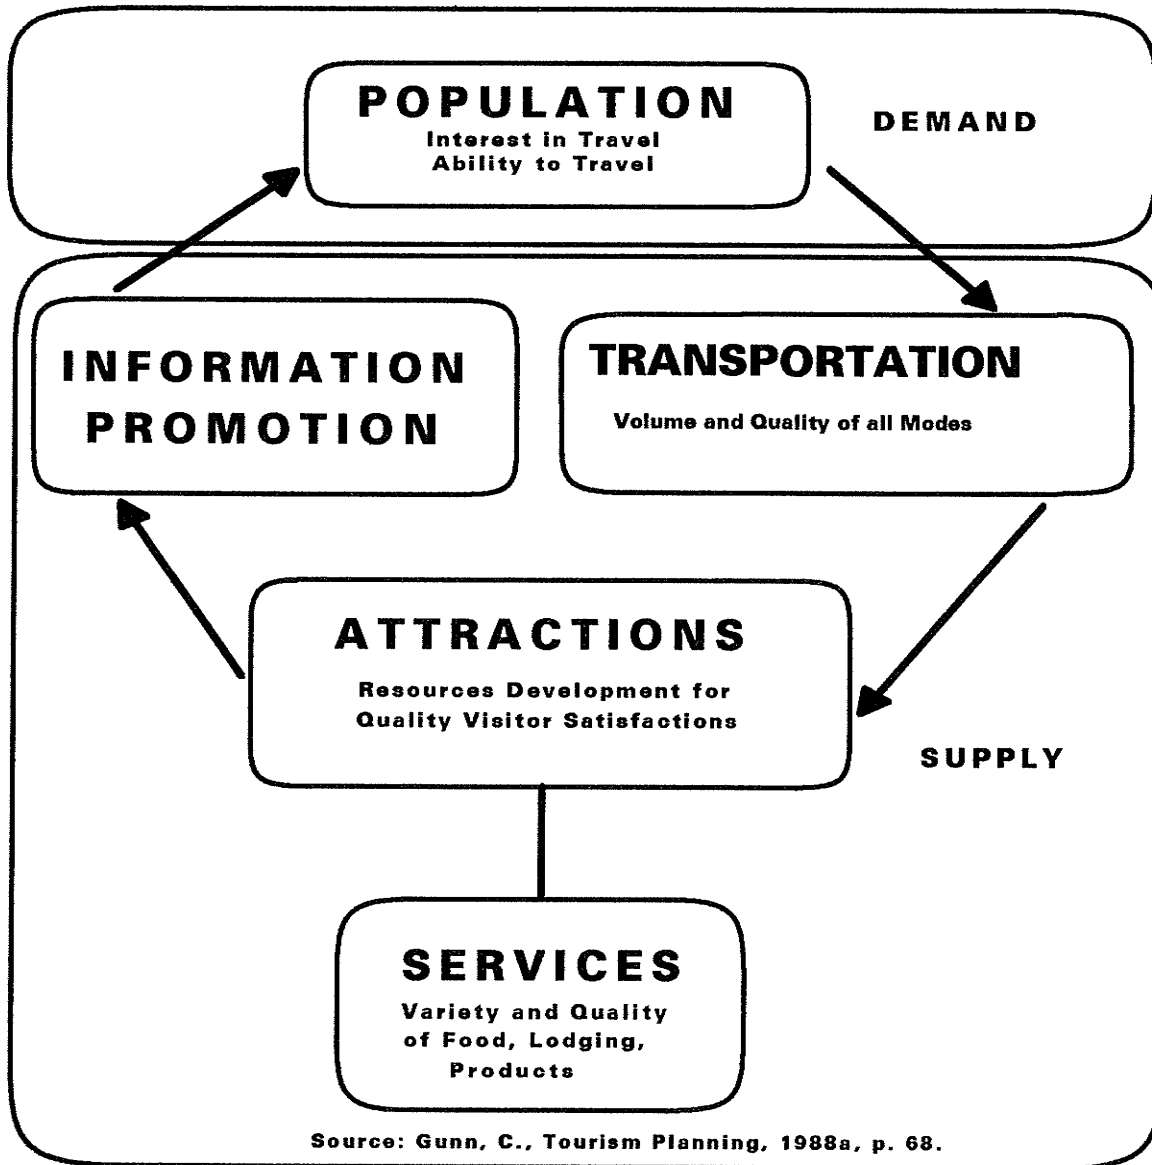 POPULATION
Interest in Travel
Ability to Travel
DEMAND
INFORMATION
PROMOTION
TRANSPORTATION
Volume and Quality of all Modes
ATTRACTIONS
Resources Development for
Quality Visitor Satisfactions
SUPPLY
SERVICES
Variety and Quality
of Food, Lodging,
Products
Source: Gunn, C., Tourism Planning, 1988a, p. 68.